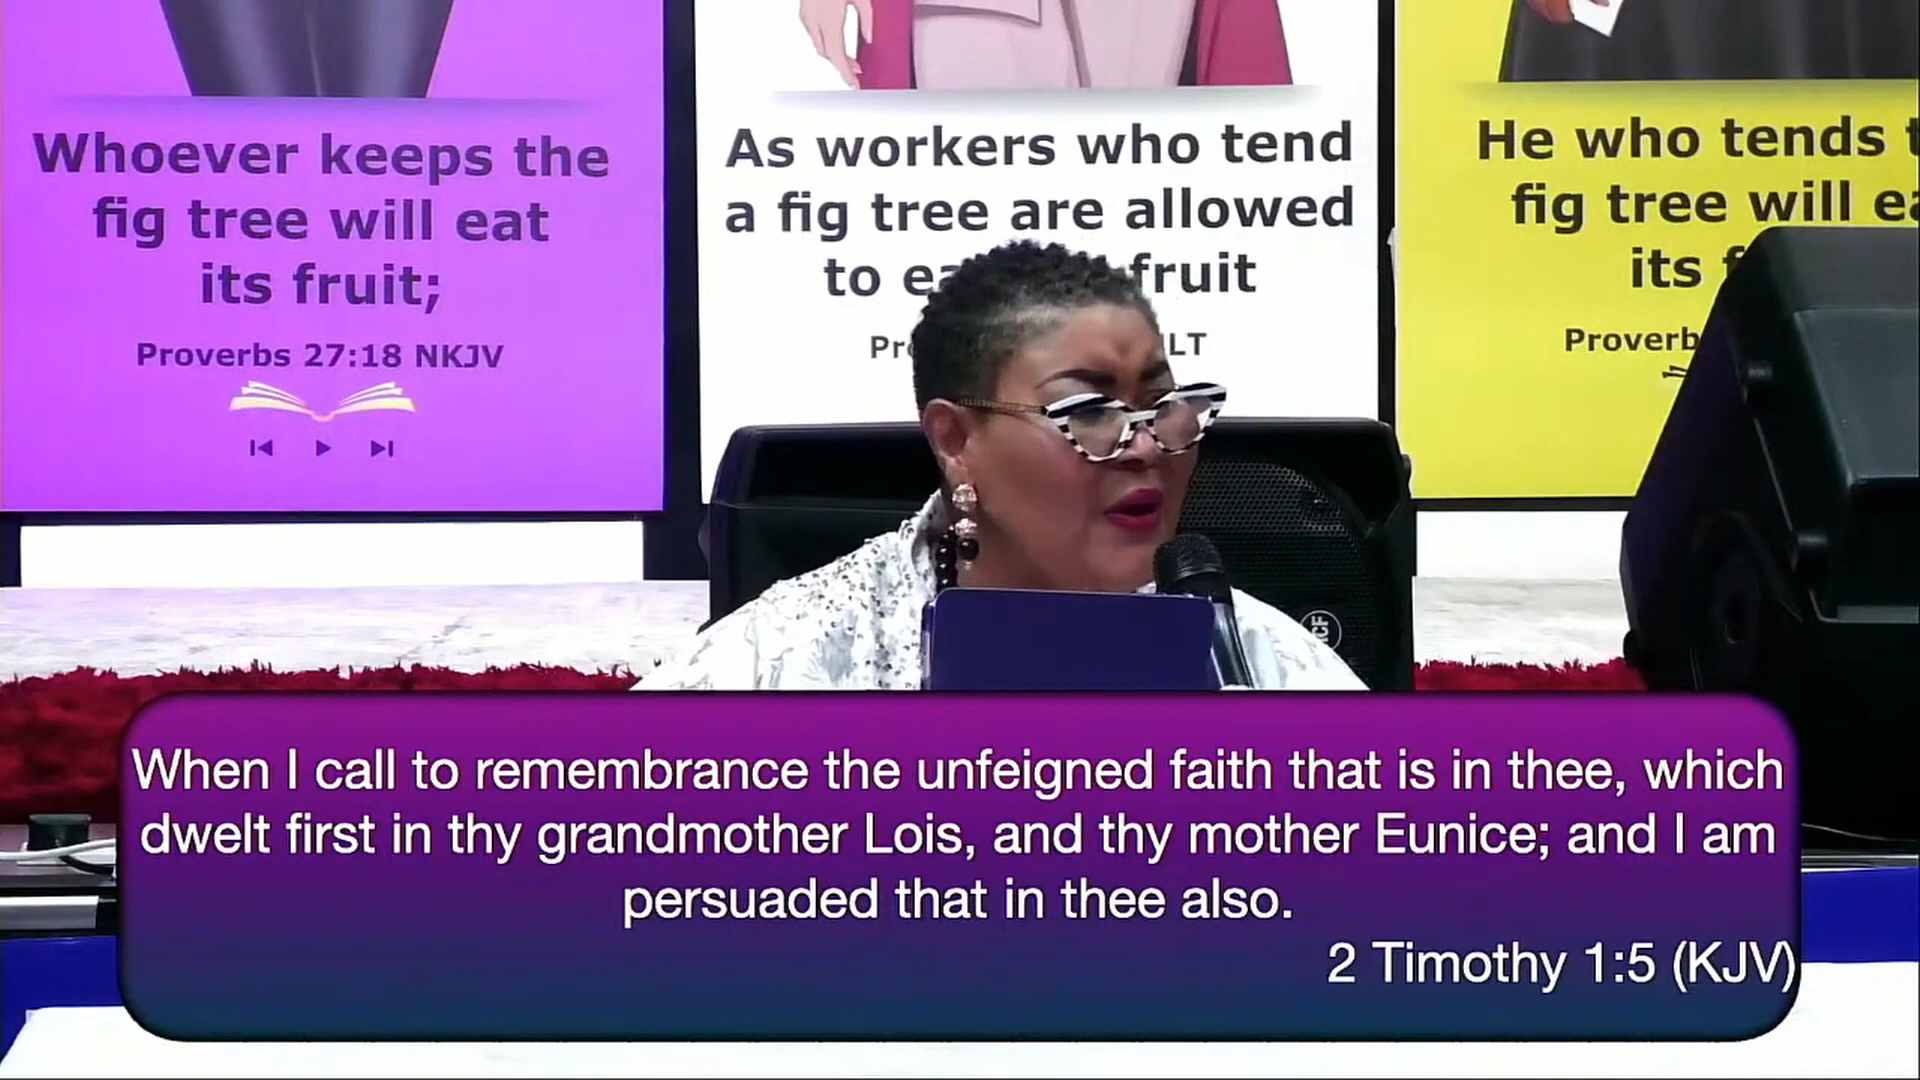 Whoever keeps the
fig tree will eat
its fruit;
Proverbs 27:18 NKJV
As workers who tend
a fig tree are allowed
to fruit
He who tends
fig tree will
its
When I call to remembrance the unfeigned faith that is in thee, which
dwelt first in thy grandmother Lois, and thy mother Eunice; and I am
persuaded that in thee also.
2 Timothy 1:5 (KJV)